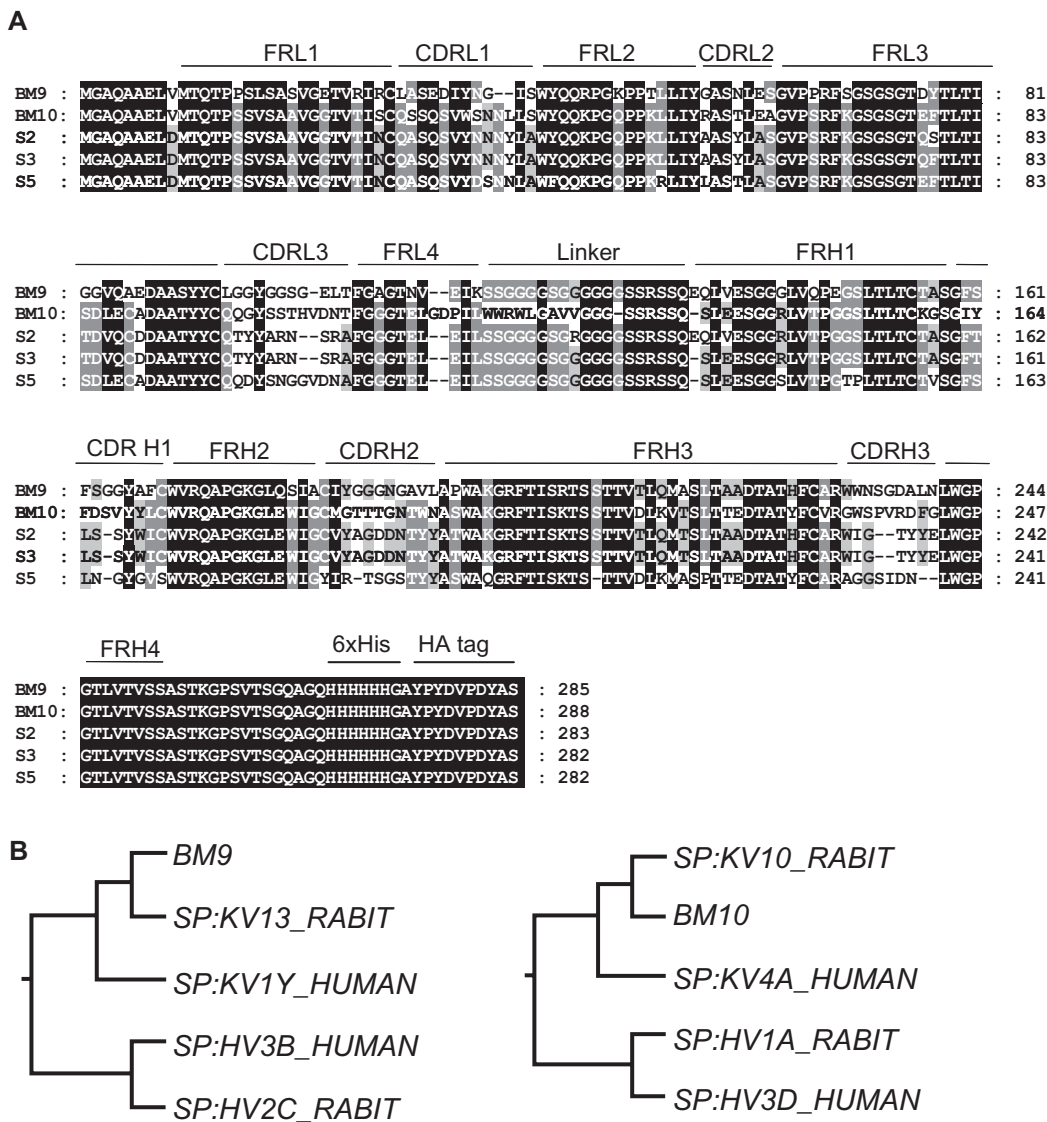 A
FRL1 CDRL1 FRL2 CDRL2 FRL3
BM9 : MGAQAAELVMTQTPPSLSASVGETVRIRCLASEDIYNG--ISWYQQRPGKPPTLLIYGASNLESGVPPRFSGSGSGTDYTLTI : 81
BM10: MGAQAAELVMTQTPSSVSAAVGGTVTISCQSSQSVWSNNLLSWYQQKPGQPPKLLIYRASTLEAGVPSRFKGSGSGTEFTLTI : 83
S2 : MGAQAAELDMTQTPSSVSAAVGGTVTINCQASQSVYNNNYLAWYQQKPGQPPKLLIYAASYLASGVPSRFKGSGSGTQSTLTI : 83
S3 : MGAQAAELDMTQTPSSVSAAVGGTVTINCQASQSVYNNNYLAWYQQKPGQPPKLLIYAASYLASGVPSRFKGSGSGTQFTLTI : 83
S5 : MGAQAAELDMTQTPSSVSAAVGGTVTINCQASQSVYDSNNLAWFQQKPGQPPKRLIYLASTLASGVPSRFKGSGSGTEFTLTI : 83
CDRL3 FRL4 Linker FRH1
BM9 : GGVQAEDAASYYCLGGYGGSG-ELTFGAGTNV--EIKSSGGGGSGGGGGGSSRSSQEQLVESGGGLVQPEGSLTLTCTASGFS : 161
BM10: SDLECADAATYYCQQGYSSTHVDNTFGGGTELGDPILWWRWLGAVVGGG-SSRSSQ-SLEESGGRLVTPGGSLTLTCKGSGIY : 164
S2 : TDVQCDDAATYYCQTYYARN--SRAFGGGTEL--EILSSGGGGSGRGGGGSSRSSQEQLVESGGRLVTPGGSLTLTCTASGFT : 162
S3 : TDVQCDDAATYYCQTYYARN--SRAFGGGTEL--EILSSGGGGSGGGGGGSSRSSQ-SLEESGGRLVTPGGSLTLTCTASGFT : 161
S5 : SDLECADAATYYCQQDYSNGGVDNAFGGGTEL--EILSSGGGGSGGGGGGSSRSSQ-SLEESGGSLVTPGTPLTLTCTVSGFS : 163
CDR H1 FRH2 CDRH2 FRH3 CDRH3
BM9 : FSGGYAFCWVRQAPGKGLQSIACIYGGGNGAVLAPWAKGRFTISRTSSTTVTLQMASLTAADTATHFCARWWNSGDALNLWGP : 244
BM10: FDSVYYLCWVRQAPGKGLEWIGCMGTTTGNTWNASWAKGRFTISKTSSTTVDLKVTSLTTEDTATYFCVRGWSPVRDFGLWGP : 247
S2 : LS-SYWICWVRQAPGKGLEWIGCVYAGDDNTYYATWAKGRFTISKTSSTTVTLQMTSLTAADTATHFCARWIG--TYYELWGP : 242
S3 : LS-SYWICWVRQAPGKGLEWIGCVYAGDDNTYYATWAKGRFTISKTSSTTVTLQMTSLTAADTATHFCARWIG--TYYELWGP : 241
S5 : LN-GYGVSWVRQAPGKGLEWIGYIR-TSGSTYYASWAQGRFTISKTS-TTVDLKMASPTTEDTATYFCARAGGSIDN--LWGP : 241
FRH4 6xHis HA tag
BM9 : GTLVTVSSASTKGPSVTSGQAGQHHHHHHGAYPYDVPDYAS : 285
BM10: GTLVTVSSASTKGPSVTSGQAGQHHHHHHGAYPYDVPDYAS : 288
S2 : GTLVTVSSASTKGPSVTSGQAGQHHHHHHGAYPYDVPDYAS : 283
S3 : GTLVTVSSASTKGPSVTSGQAGQHHHHHHGAYPYDVPDYAS : 282
S5 : GTLVTVSSASTKGPSVTSGQAGQHHHHHHGAYPYDVPDYAS : 282
B
BM9
SP:KV13_RABIT
SP:KV1Y_HUMAN
SP:HV3B_HUMAN
SP:HV2C_RABIT
SP:KV10_RABIT
BM10
SP:KV4A_HUMAN
SP:HV1A_RABIT
SP:HV3D_HUMAN